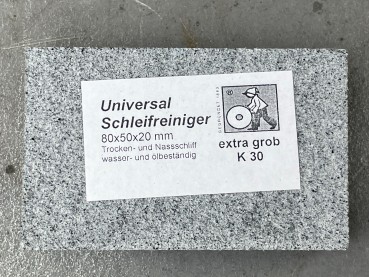 Universal
Schleifreiniger
80x50x20 mm
Trocken- und Nassschliff
wasser- und ölbeständig
extra grob
K 30